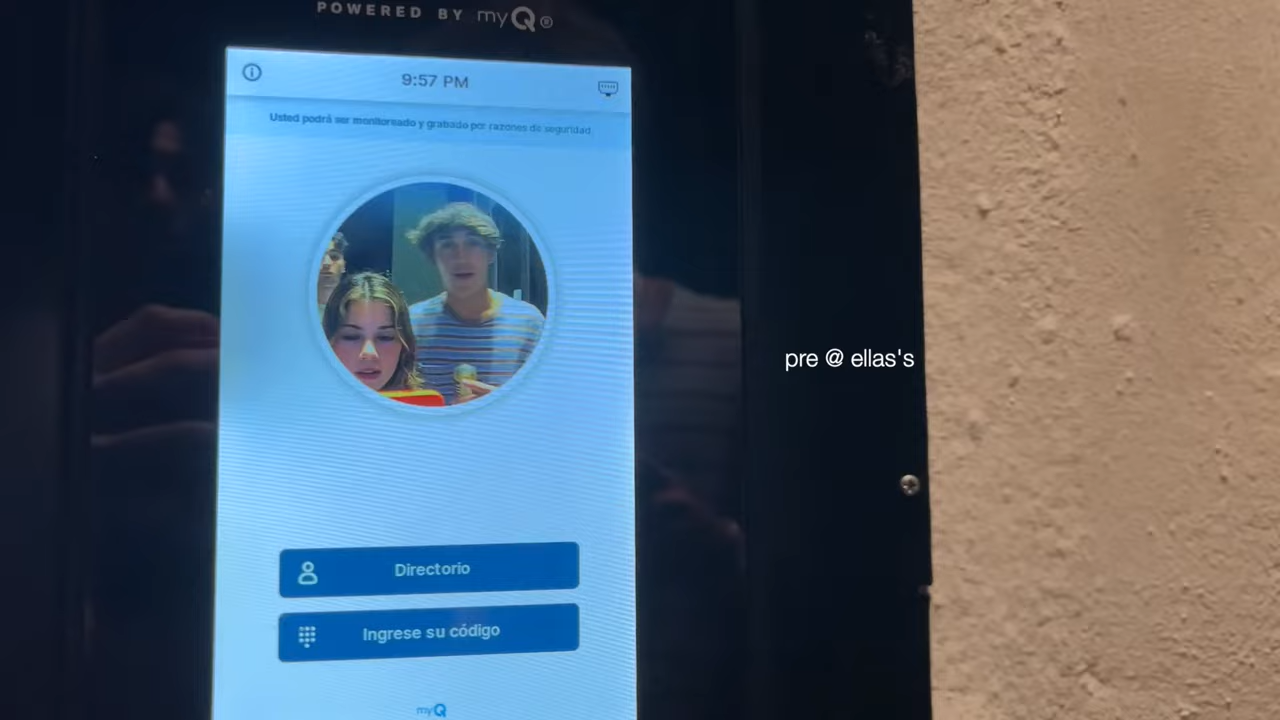 POWERED BY myQ®
9:57 PM
Usted podrá ser monitoreado y grabado por razones de seguridad
pre @ ellas's
Directorio
Ingrese su código
myQ